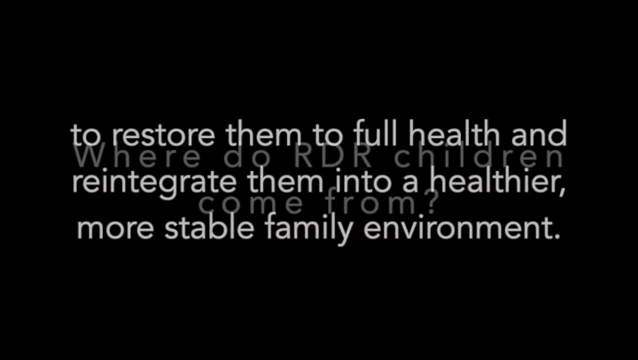 to restore them to full health and
Where do RDR children
reintegrate them into a healthier,
come from?
more stable family environment.